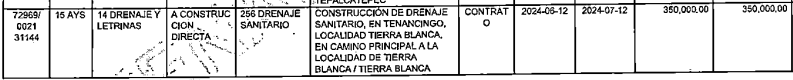 72969/
0021
31144
15 AYS
14 DRENAJE Y
LETRINAS
A CONSTRUC
CION
DIRECTA
256 DRENAJE
SANITARIO
CONSTRUCCIÓN DE DRENAJE
SANITARIO, EN TENANCINGO,
LOCALIDAD TIERRA BLANCA,
EN CAMINO PRINCIPAL A LA
LOCALIDAD DE TIERRA
BLANCA / TIERRA BLANCA
CONTRAT
O
2024-06-12
2024-07-12
350,000.00
350,000.00